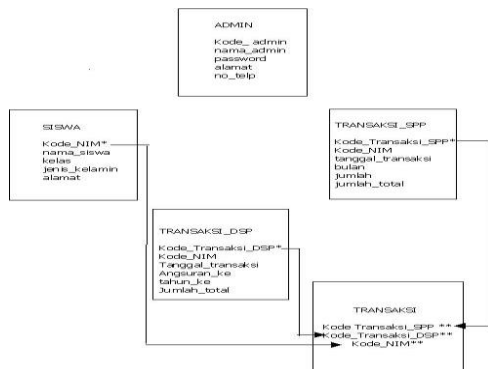 ADMIN
Kode_ admin
nama_admin
password
alamat
no_telp
SISWA
Kode_NIM*
nama_siswa
kelas
jenis_kelamin
alamat
TRANSAKSI_SPP
Kode_Transaksi_SPP*
Kode_NIM
tanggal_transaksi
bulan
jumlah
jumlah_total
TRANSAKSI_DSP
Kode_Transaksi_DSP*
Kode_NIM
Tanggal_transaksi
Angsuran_ke
tahun_ke
Jumlah_total
TRANSAKSI
Kode Transaksi_SPP **
Kode_Transaksi_DSP**
Kode_NIM**